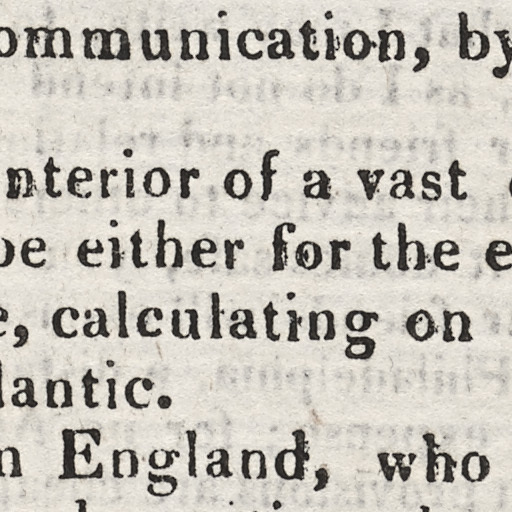 ommunication, by
nterior of a vast
be either for the e
e, calculating on
lantic.
n England, who